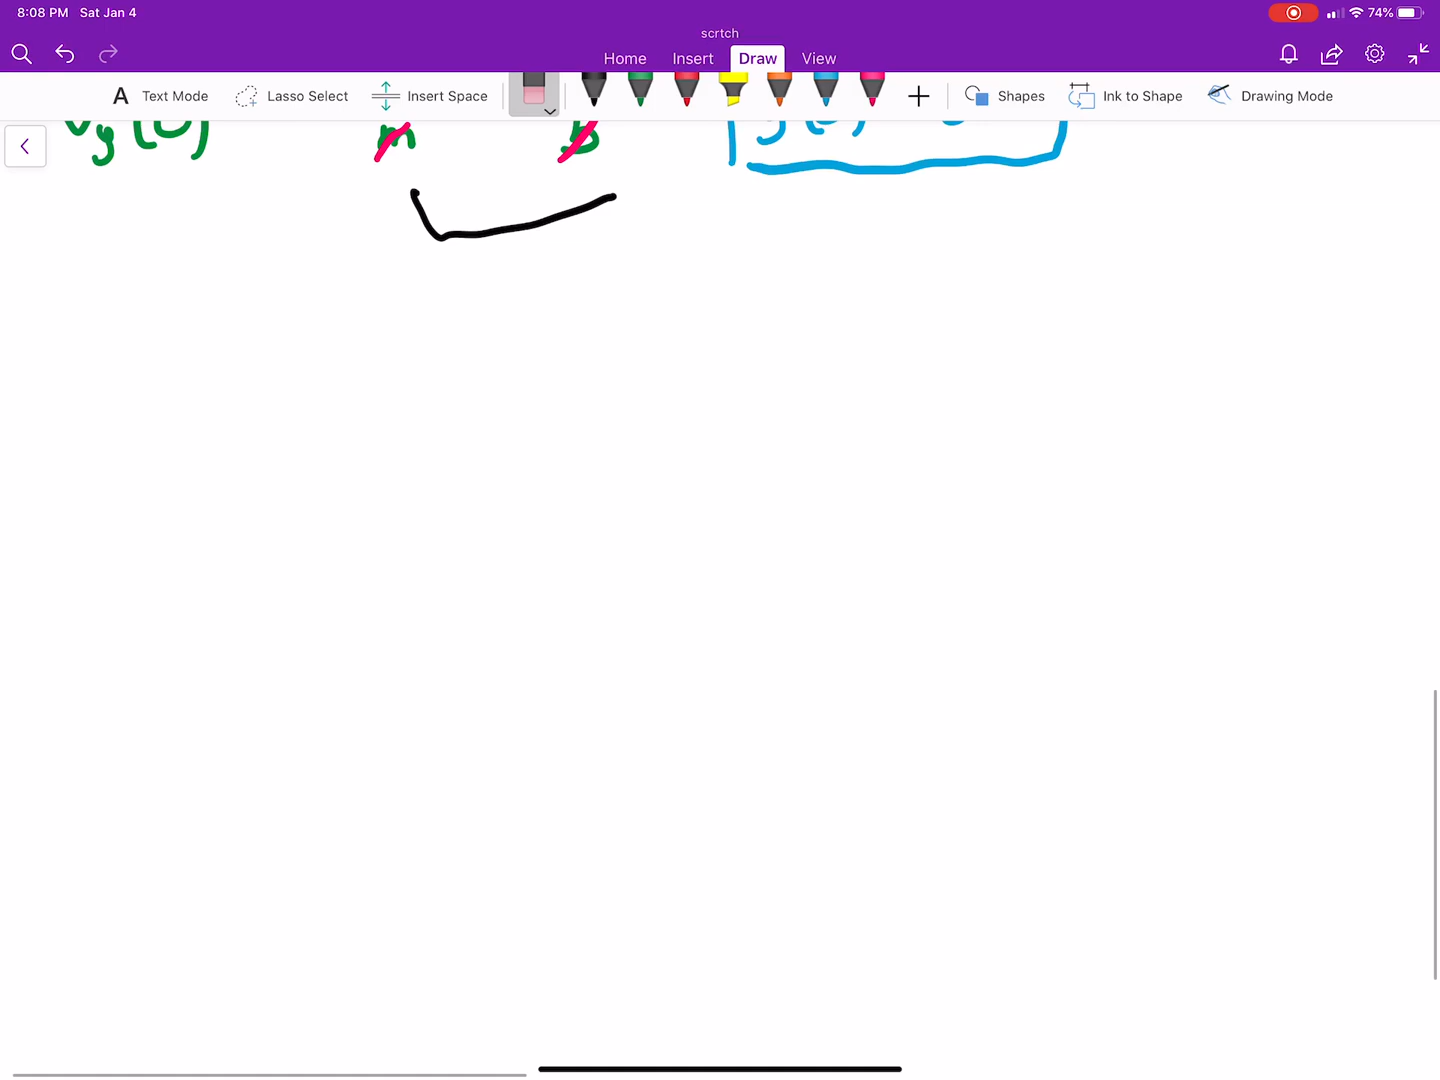 8:08 PM Sat Jan 4
74%
scrtch
Home Insert Draw View
A Text Mode Lasso Select Insert Space Shapes Ink to Shape Drawing Mode
m